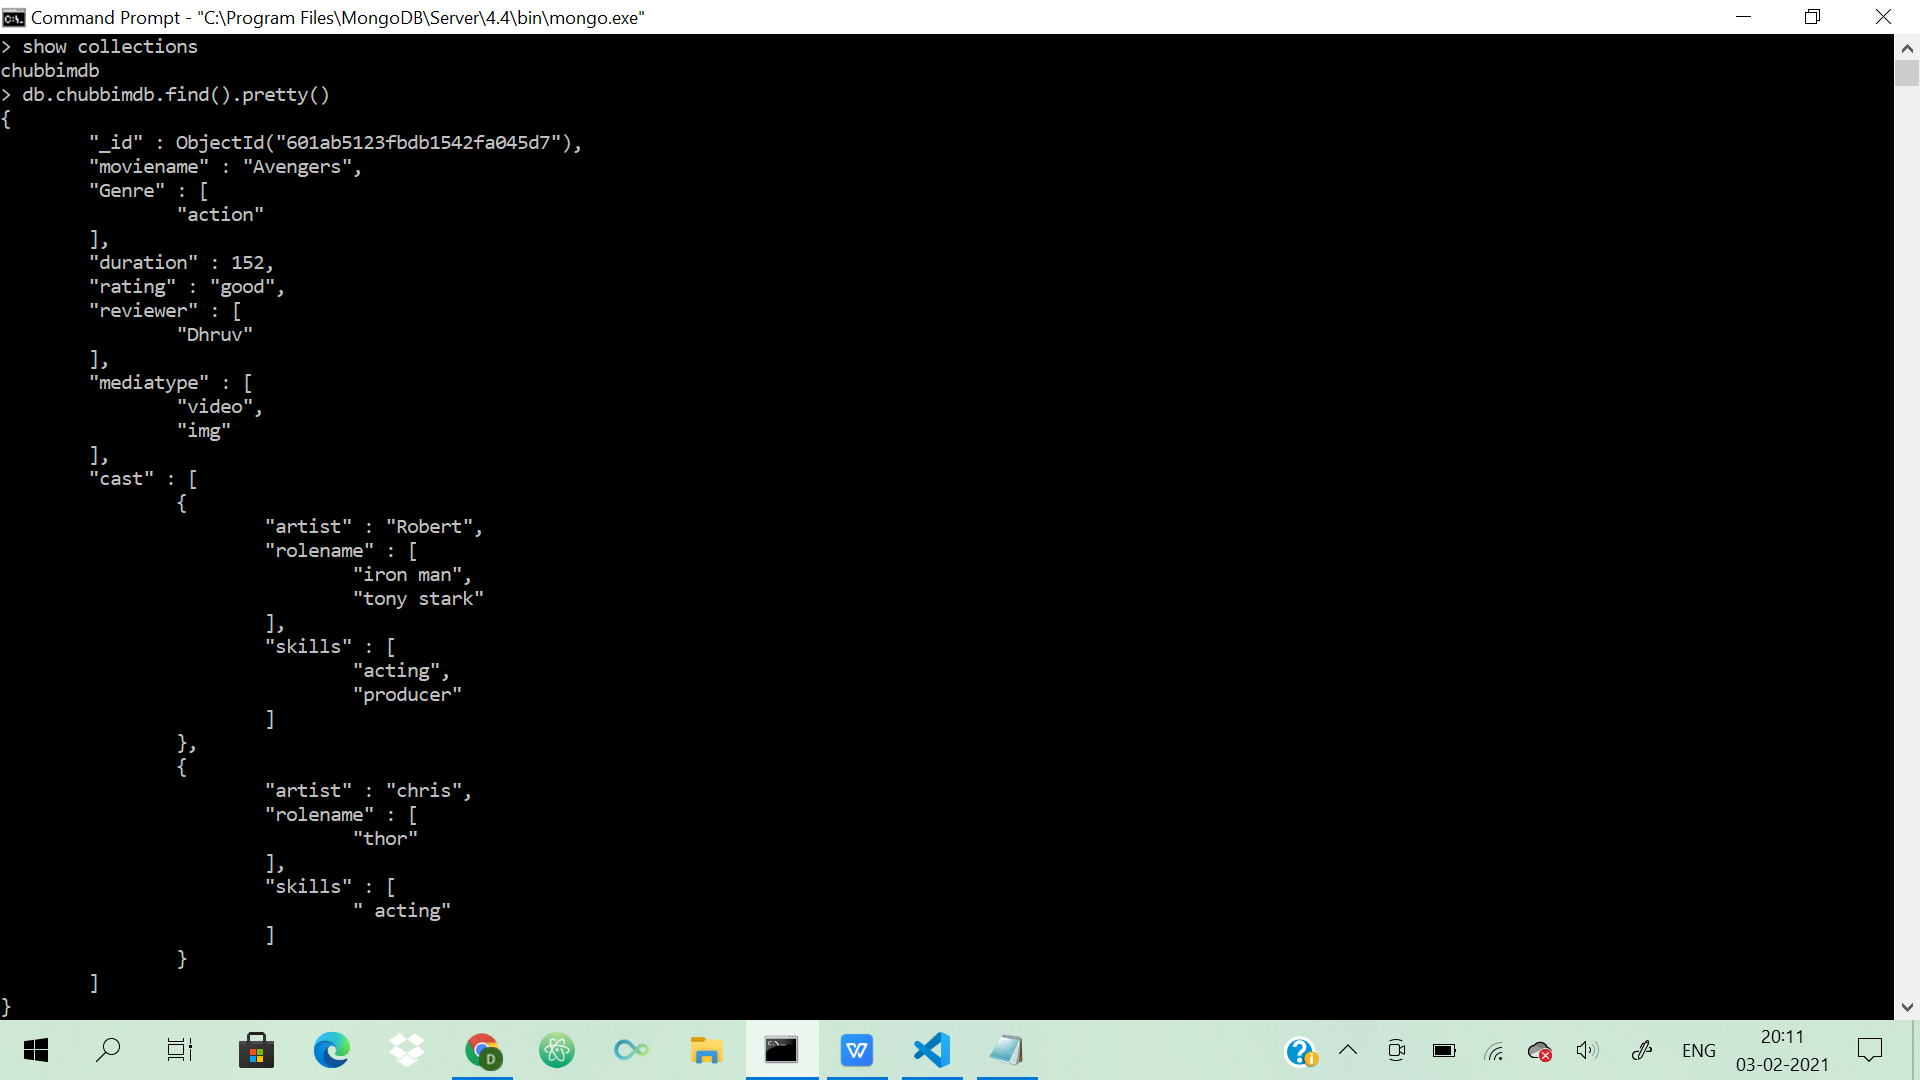 Command Prompt - "C:\Program Files\MongoDB\Server\4.4\bin\mongo.exe"
> show collections
chubbimdb
> db.chubbimdb.find().pretty()
{
        "_id" : ObjectId("601ab5123fbdb1542fa045d7"),
        "moviename" : "Avengers",
        "Genre" : [
                "action"
        ],
        "duration" : 152,
        "rating" : "good",
        "reviewer" : [
                "Dhruv"
        ],
        "mediatype" : [
                "video",
                "img"
        ],
        "cast" : [
                {
                        "artist" : "Robert",
                        "rolename" : [
                                "iron man",
                                "tony stark"
                        ],
                        "skills" : [
                                "acting",
                                "producer"
                        ]
                },
                {
                        "artist" : "chris",
                        "rolename" : [
                                "thor"
                        ],
                        "skills" : [
                                " acting"
                        ]
                }
        ]
}
D
W
ENG
20:11
03-02-2021